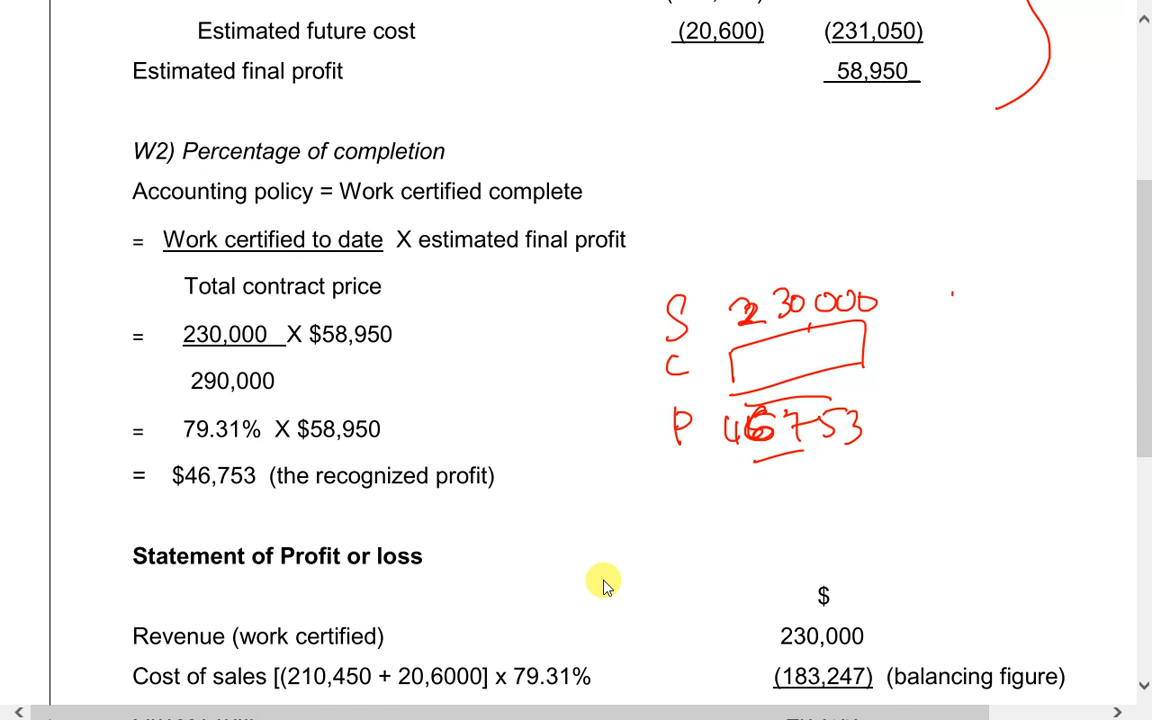 Estimated future cost (20,600) (231,050)
Estimated final profit 58,950
W2) Percentage of completion
Accounting policy = Work certified complete
= Work certified to date X estimated final profit
Total contract price
= 230,000 X $58,950
290,000
= 79.31% X $58,950
= $46,753 (the recognized profit)
S 230,000
C
P 46753
Statement of Profit or loss
$
Revenue (work certified) 230,000
Cost of sales [(210,450 + 20,6000] x 79.31% (183,247) (balancing figure)